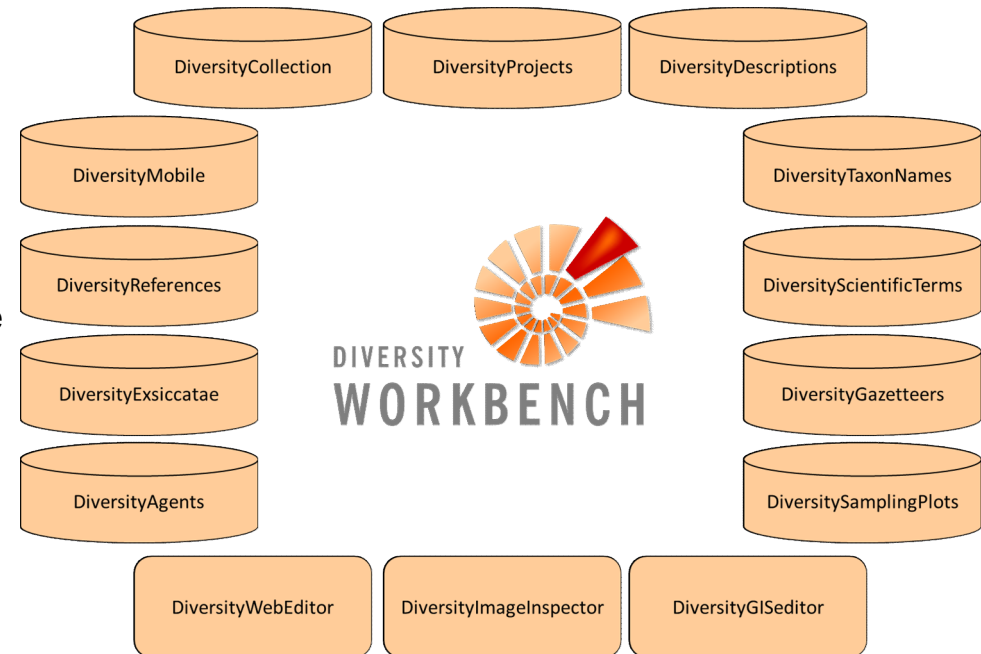 DiversityCollection
DiversityProjects
DiversityDescriptions
DiversityMobile
DiversityTaxonNames
DiversityReferences
DiversityScientificTerms
e
DIVERSITY
WORKBENCH
DiversityExsiccatae
DiversityGazetteers
DiversityAgents
DiversitySamplingPlots
DiversityWebEditor
DiversityImageInspector
DiversityGISeditor